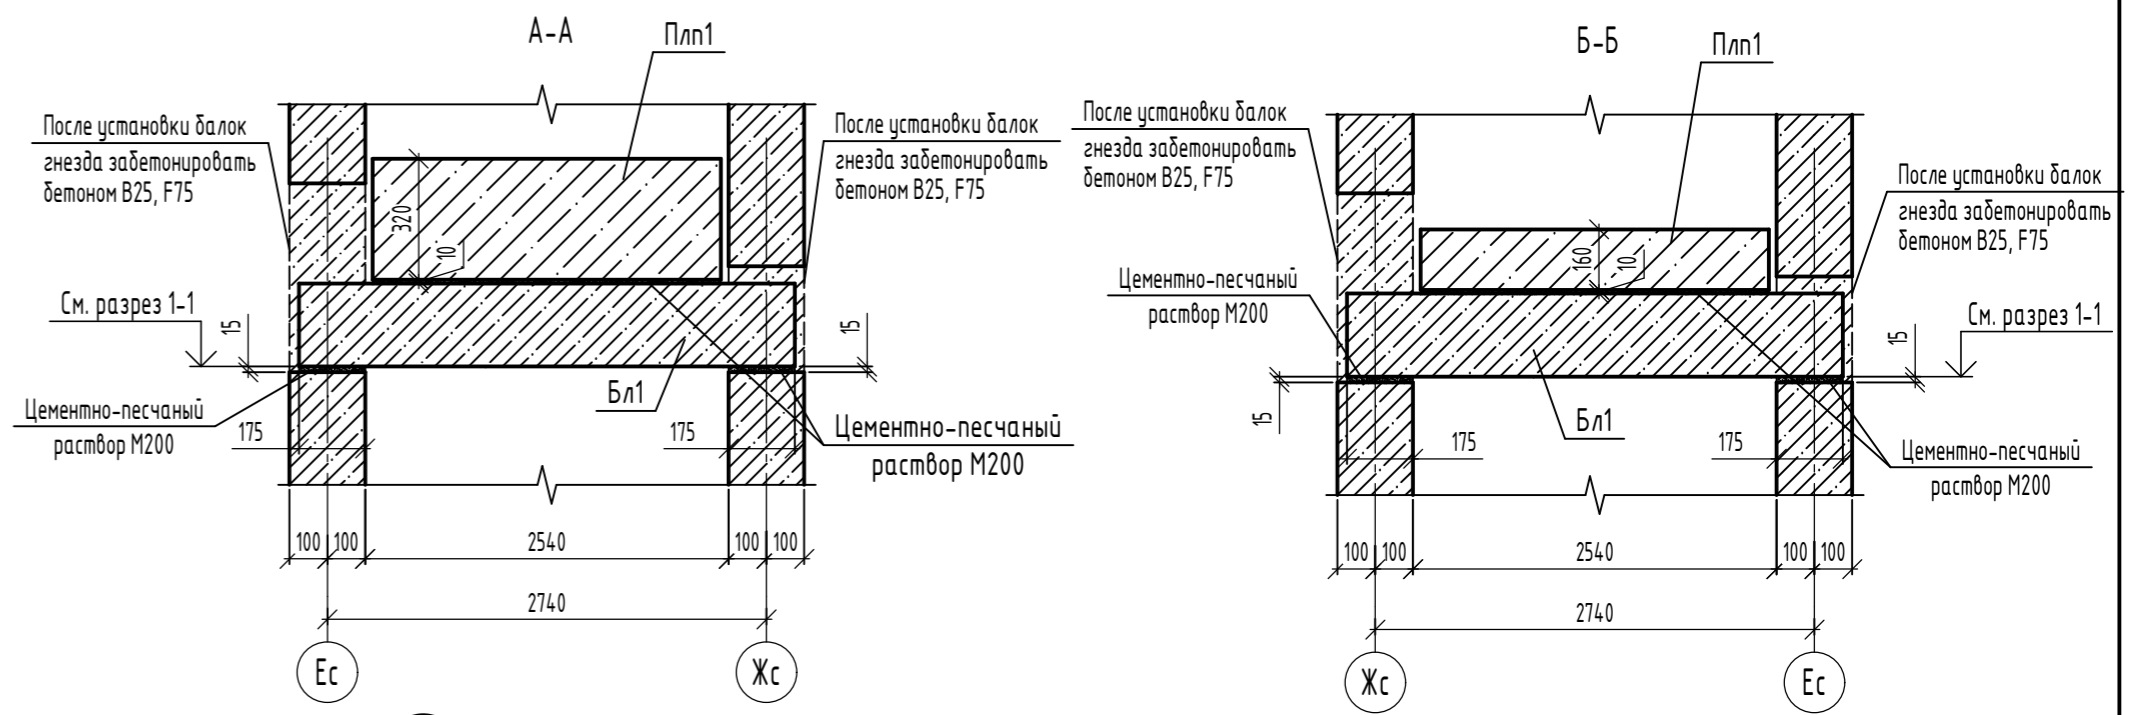 А-А
Плп1
После установки балок
гнезда забетонировать
бетоном В25, F75
После установки балок
гнезда забетонировать
бетоном В25, F75
320
10
См. разрез 1-1
15
15
Бл1
Цементно-песчаный
раствор М200
175
175
Цементно-песчаный
раствор М200
100
100
2540
100
100
2740
Ес
Жс
Б-Б
Плп1
После установки балок
гнезда забетонировать
бетоном В25, F75
После установки балок
гнезда забетонировать
бетоном В25, F75
160
10
Цементно-песчаный
раствор М200
См. разрез 1-1
15
15
Бл1
175
175
Цементно-песчаный
раствор М200
100
100
2540
100
100
2740
Жс
Ес